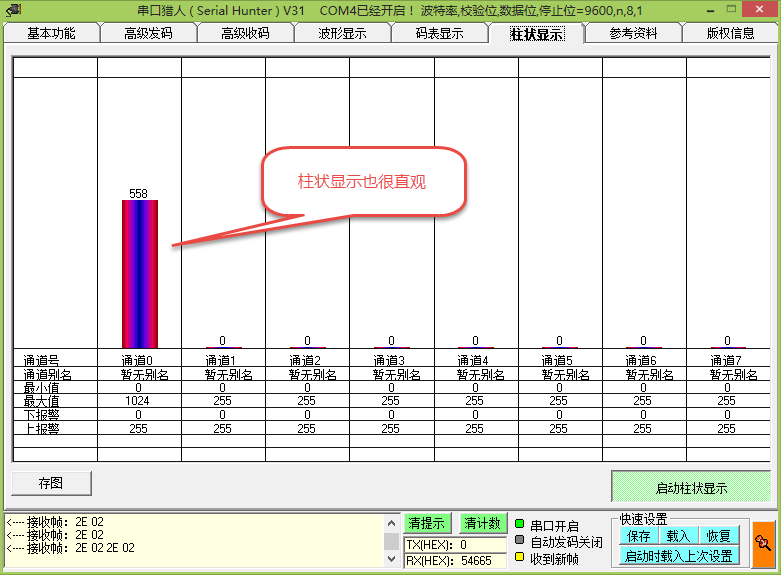 串口猎人 ( Serial Hunter ) V31    COM4已经开启！ 波特率,校验位,数据位,停止位=9600,n,8,1
基本功能 高级发码 高级收码 波形显示 码表显示 柱状显示 参考资料 版权信息
柱状显示也很直观
558
0 0 0 0 0 0 0
通道号 通道0 通道1 通道2 通道3 通道4 通道5 通道6 通道7
通道别名 暂无别名 暂无别名 暂无别名 暂无别名 暂无别名 暂无别名 暂无别名 暂无别名
最小值 0 0 0 0 0 0 0 0
最大值 1024 255 255 255 255 255 255 255
下报警 0 0 0 0 0 0 0 0
上报警 255 255 255 255 255 255 255 255
存图 启动柱状显示
<--- 接收帧：2E 02
<--- 接收帧：2E 02
<--- 接收帧：2E 02 2E 02
清提示 清计数
TX(HEX)：0
RX(HEX)：54665
串口开启
自动发码关闭
收到新帧
快速设置
保存 载入 恢复
启动时载入上次设置